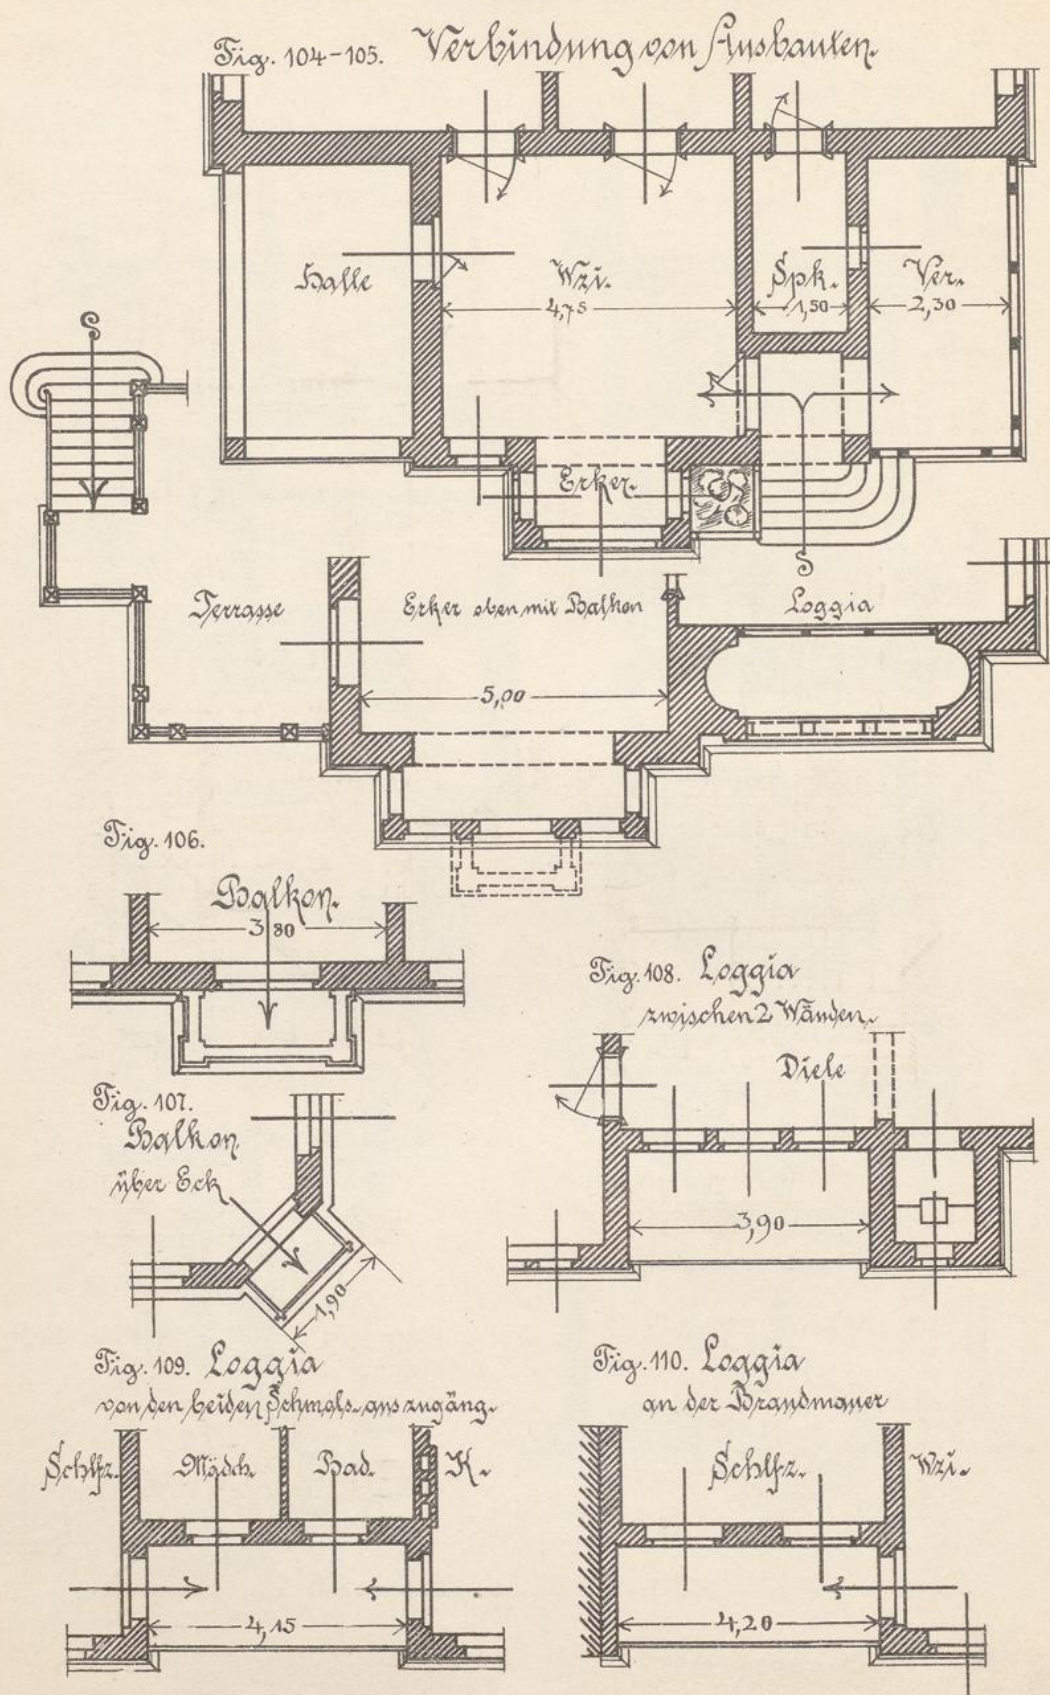 Fig. 104-105. Verbindung von Ausbauten.
Halle
Wzi.
Spk.
Ver.
4,75
1,50
2,30
S
Erker.
S
Terrasse
Erker oben mit Balkon
Loggia
5,00
Fig. 106.
Balkon.
3,80
Fig. 108. Loggia
zwischen 2 Wänden.
Diele
Fig. 107.
Balkon
über Eck
3,90
1,90
Fig. 109. Loggia
von den beiden Schmals. aus zugäng.
Fig. 110. Loggia
an der Brandmauer
Schlfz.
Mädch.
Bad.
K.
Schlfz.
Wzi.
4,15
4,20